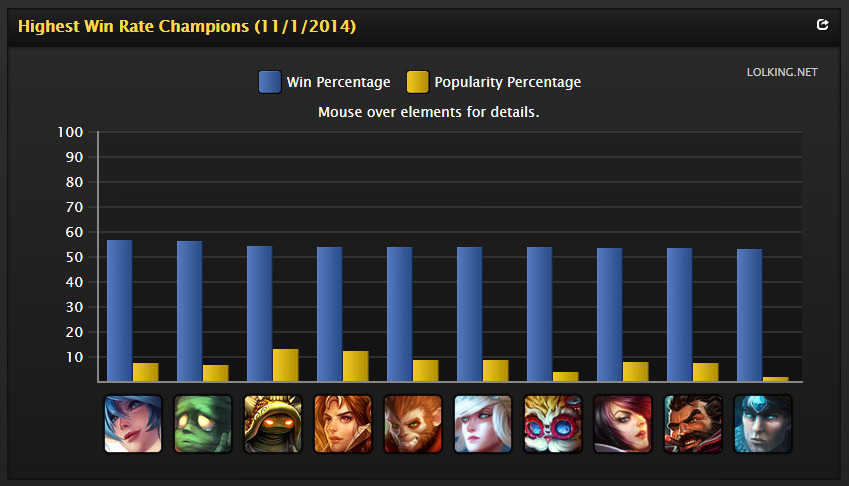 Highest Win Rate Champions (11/1/2014)
LOLKING.NET
Win Percentage Popularity Percentage
Mouse over elements for details.
100
90
80
70
60
50
40
30
20
10